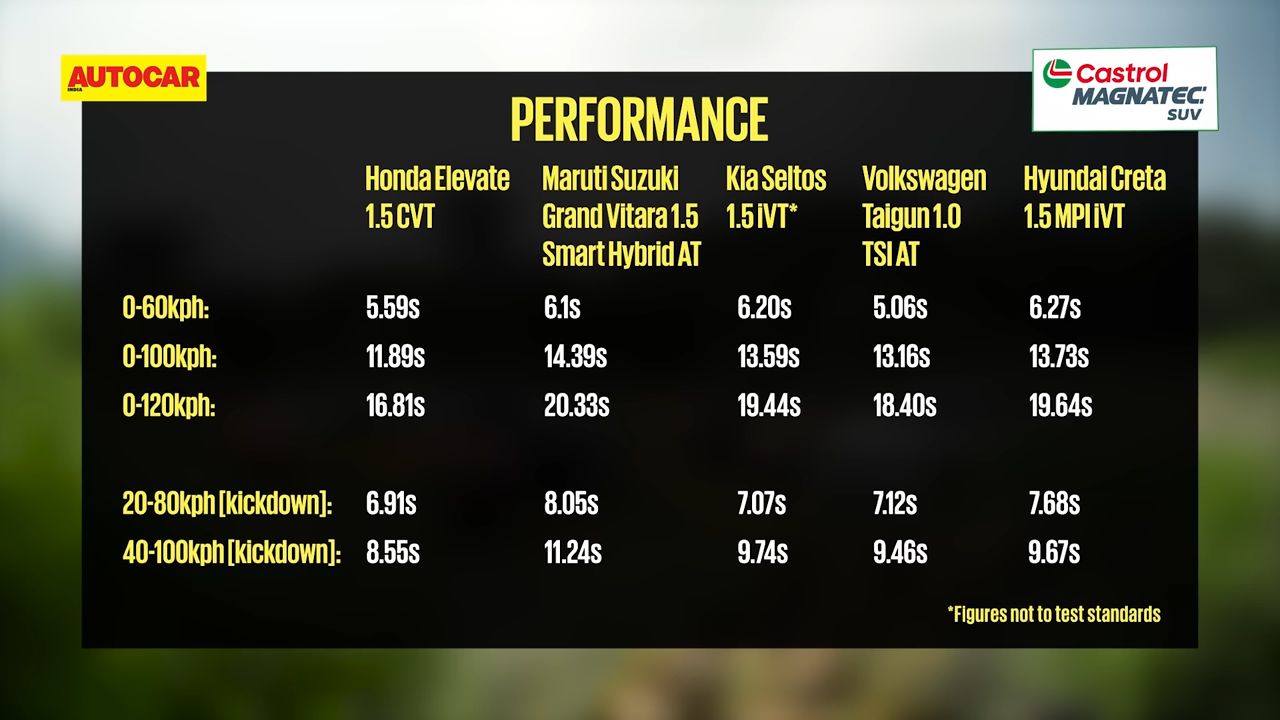 AUTOCAR
INDIA
Castrol
MAGNATEC
SUV
PERFORMANCE
Honda Elevate
1.5 CVT
Maruti Suzuki
Grand Vitara 1.5
Smart Hybrid AT
Kia Seltos
1.5 iVT*
Volkswagen
Taigun 1.0
TSI AT
Hyundai Creta
1.5 MPI iVT
0-60kph: 5.59s 6.1s 6.20s 5.06s 6.27s
0-100kph: 11.89s 14.39s 13.59s 13.16s 13.73s
0-120kph: 16.81s 20.33s 19.44s 18.40s 19.64s
20-80kph [kickdown]: 6.91s 8.05s 7.07s 7.12s 7.68s
40-100kph [kickdown]: 8.55s 11.24s 9.74s 9.46s 9.67s
*Figures not to test standards